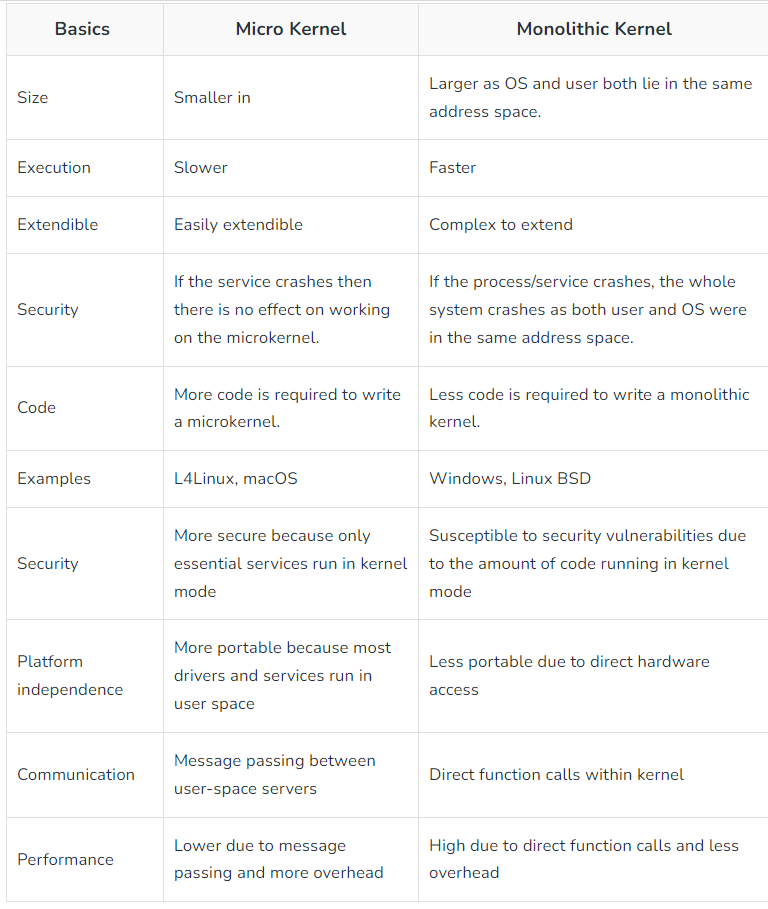 Basics Micro Kernel Monolithic Kernel
Size
Smaller in
Larger as OS and user both lie in the same
address space.
Execution
Slower
Faster
Extendible
Easily extendible
Complex to extend
Security
If the service crashes then
there is no effect on working
on the microkernel.
If the process/service crashes, the whole
system crashes as both user and OS were
in the same address space.
Code
More code is required to write
a microkernel.
Less code is required to write a monolithic
kernel.
Examples
L4Linux, macOS
Windows, Linux BSD
Security
More secure because only
essential services run in kernel
mode
Susceptible to security vulnerabilities due
to the amount of code running in kernel
mode
Platform
independence
More portable because most
drivers and services run in
user space
Less portable due to direct hardware
access
Communication
Message passing between
user-space servers
Direct function calls within kernel
Performance
Lower due to message
passing and more overhead
High due to direct function calls and less
overhead